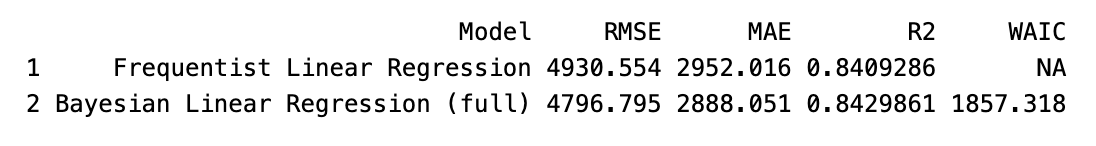 Model RMSE MAE R2 WAIC
1 Frequentist Linear Regression 4930.554 2952.016 0.8409286 NA
2 Bayesian Linear Regression (full) 4796.795 2888.051 0.8429861 1857.318